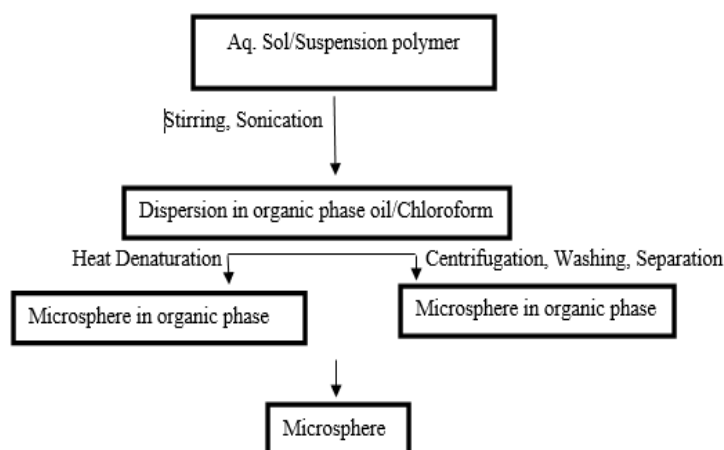 Aq. Sol/Suspension polymer
Stirring, Sonication
Dispersion in organic phase oil/Chloroform
Heat Denaturation
Centrifugation, Washing, Separation
Microsphere in organic phase
Microsphere in organic phase
Microsphere